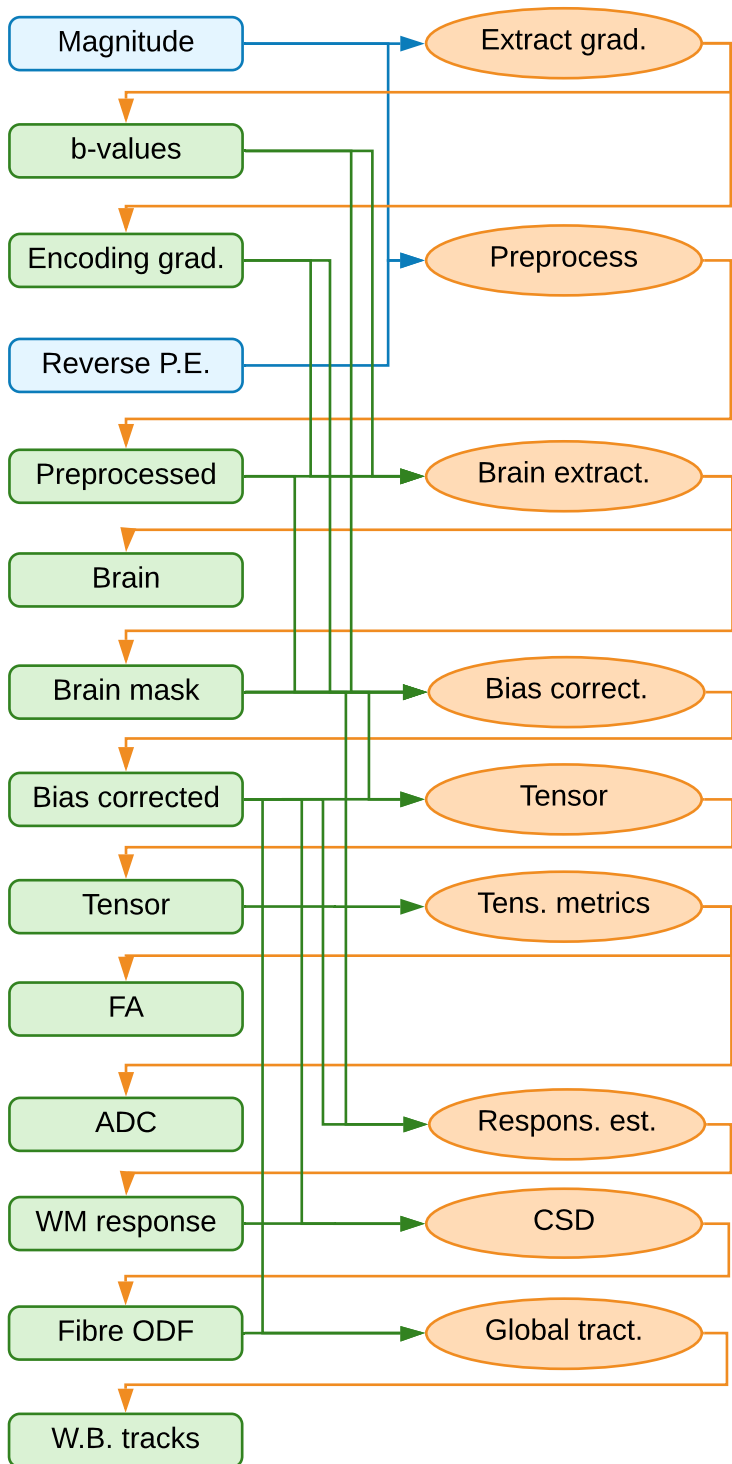 Magnitude
Extract grad.
b-values
Encoding grad.
Preprocess
Reverse P.E.
Preprocessed
Brain extract.
Brain
Brain mask
Bias correct.
Bias corrected
Tensor
Tensor
Tens. metrics
FA
ADC
Respons. est.
WM response
CSD
Fibre ODF
Global tract.
W.B. tracks